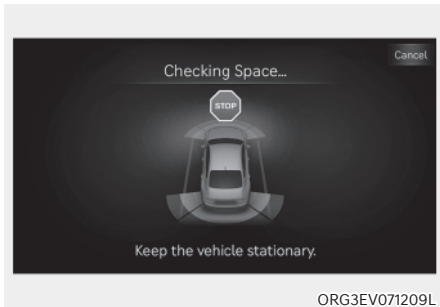 Cancel
Checking Space...
STOP
Keep the vehicle stationary.
ORG3EV071209L